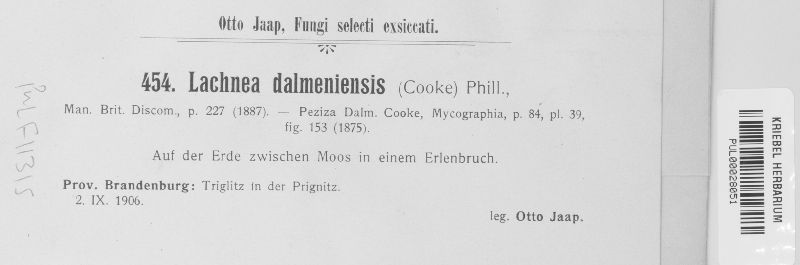 Otto Jaap, Fungi selecti exsiccati.
454. Lachnea dalmeniensis (Cooke) Phill.,
Man. Brit. Discom., p. 227 (1887). — Peziza Dalm. Cooke, Mycographia, p. 84, pl. 39,
fig. 153 (1875).
Auf der Erde zwischen Moos in einem Erlenbruch.
Prov. Brandenburg: Triglitz in der Prignitz.
2. IX. 1906.
leg. Otto Jaap.
PUL F11315
KRIEBEL HERBARIUM
PUL00028051